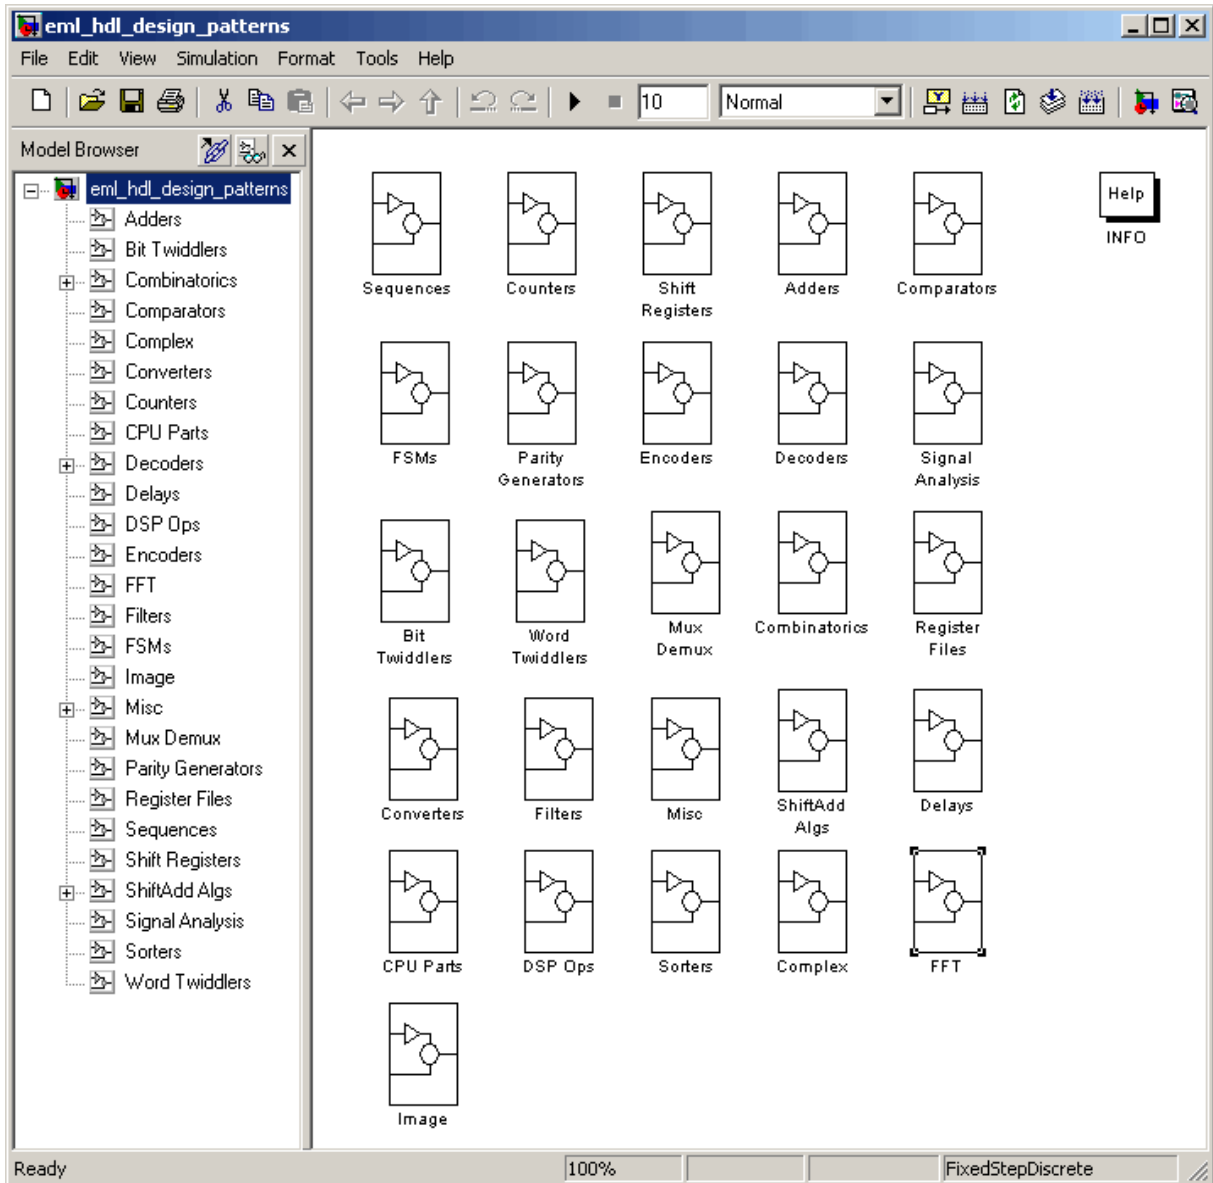 eml_hdl_design_patterns
File Edit View Simulation Format Tools Help
10 Normal
Model Browser
eml_hdl_design_patterns
Adders
Bit Twiddlers
Combinatorics
Comparators
Complex
Converters
Counters
CPU Parts
Decoders
Delays
DSP Ops
Encoders
FFT
Filters
FSMs
Image
Misc
Mux Demux
Parity Generators
Register Files
Sequences
Shift Registers
ShiftAdd Algs
Signal Analysis
Sorters
Word Twiddlers
Help
INFO
Sequences
Counters
Shift
Registers
Adders
Comparators
FSMs
Parity
Generators
Encoders
Decoders
Signal
Analysis
Bit
Twiddlers
Word
Twiddlers
Mux
Demux
Combinatorics
Register
Files
Converters
Filters
Misc
ShiftAdd
Algs
Delays
CPU Parts
DSP Ops
Sorters
Complex
FFT
Image
Ready 100% FixedStepDiscrete